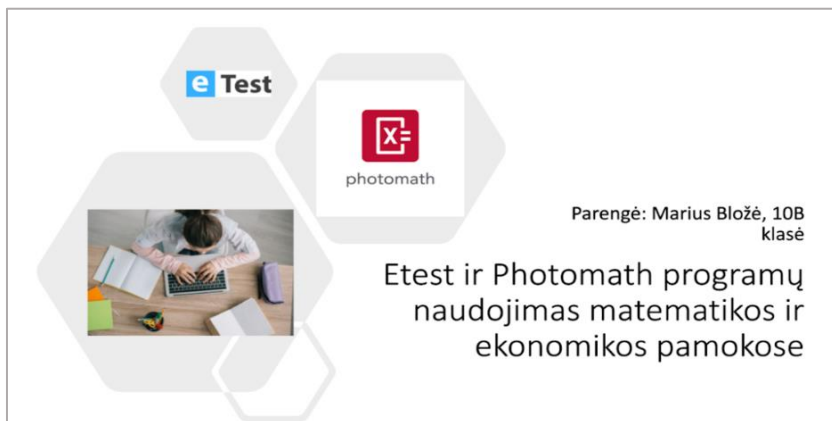 e Test
X=
photomath
Parengė: Marius Bložė, 10B
klasė
Etest ir Photomath programų
naudojimas matematikos ir
ekonomikos pamokose